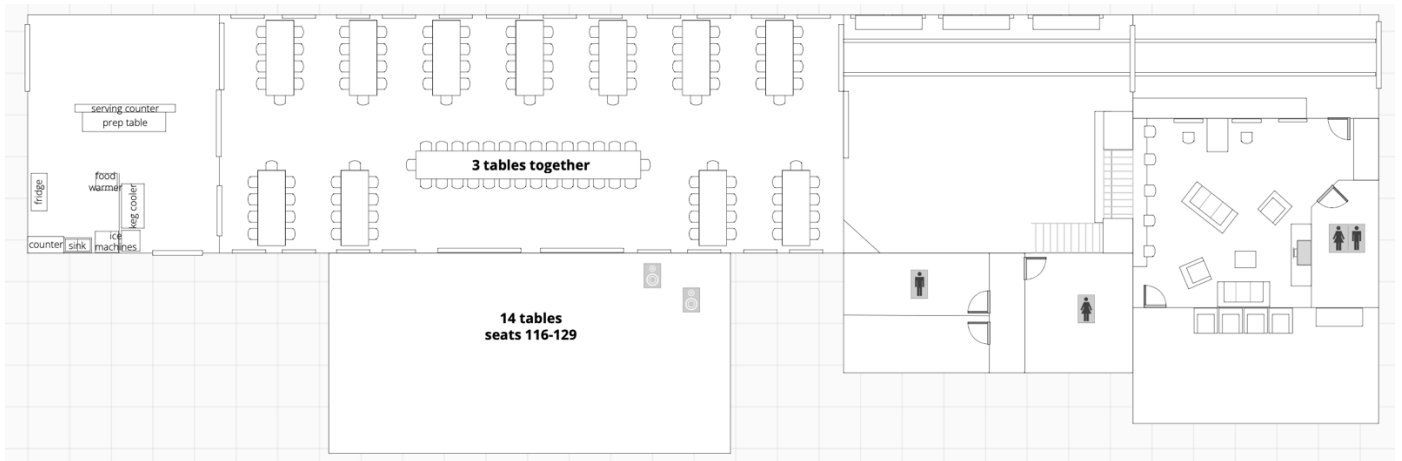 serving counter
prep table
3 tables together
food
warmer
fridge
keg cooler
ice
machines
counter
sink
14 tables
seats 116-129